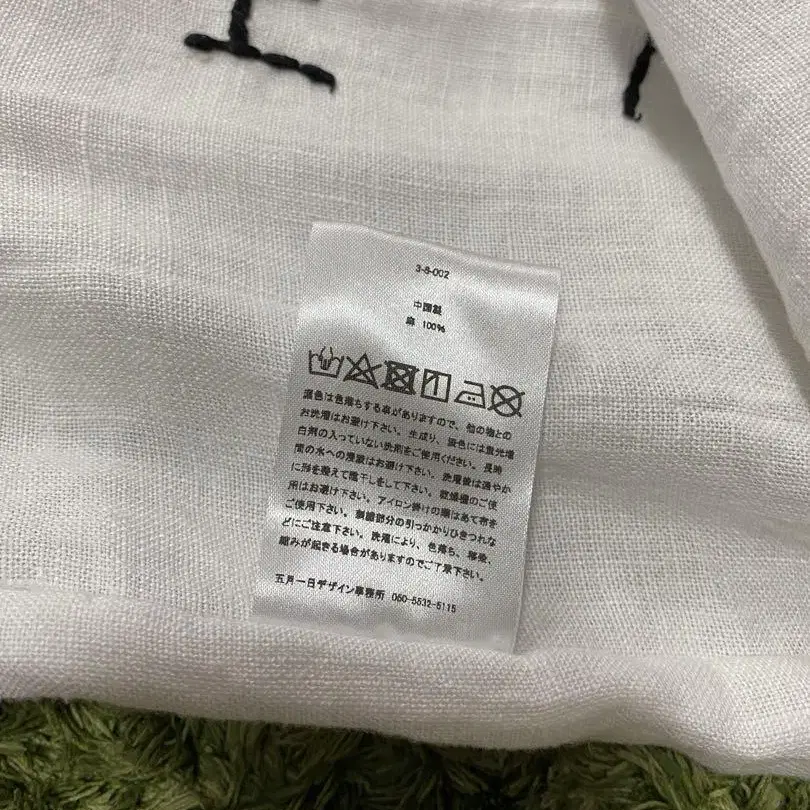 3-8-002
中国製
麻 100%
濃色は色落ちする事がありますので、他の物との
お洗濯はお避け下さい。生成り、淡色には蛍光増
白剤の入っていない洗剤をご使用ください。長時
間の水への浸漬はお避け下さい。洗濯後は速やか
に形を整えて陰干しをして下さい。乾燥機のご使
用はお避け下さい。アイロン掛けの際はあて布を
ご使用下さい。刺繍部分の引っかかりひきつれな
どにご注意下さい。洗濯により、色落ち、移染、
縮みが起きる場合がありますのでご了承下さい。
五月一日デザイン事務所 050-5532-5115